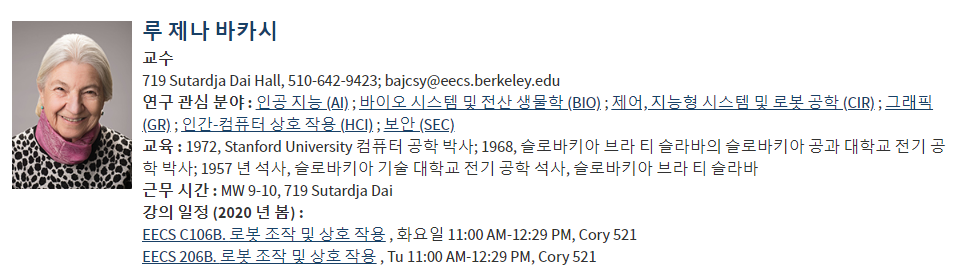 루 제나 바카시
교수
719 Sutardja Dai Hall, 510-642-9423; bajcsy@eecs.berkeley.edu
연구 관심 분야 : 인공 지능 (AI) ; 바이오 시스템 및 전산 생물학 (BIO) ; 제어, 지능형 시스템 및 로봇 공학 (CIR) ; 그래픽
(GR) ; 인간-컴퓨터 상호 작용 (HCI) ; 보안 (SEC)
교육 : 1972, Stanford University 컴퓨터 공학 박사; 1968, 슬로바키아 브라 티 슬라바의 슬로바키아 공과 대학교 전기 공
학 박사; 1957 년 석사, 슬로바키아 기술 대학교 전기 공학 석사, 슬로바키아 브라 티 슬라바
근무 시간 : MW 9-10, 719 Sutardja Dai
강의 일정 (2020 년 봄) :
EECS C106B. 로봇 조작 및 상호 작용 , 화요일 11:00 AM-12:29 PM, Cory 521
EECS 206B. 로봇 조작 및 상호 작용 , Tu 11:00 AM-12:29 PM, Cory 521